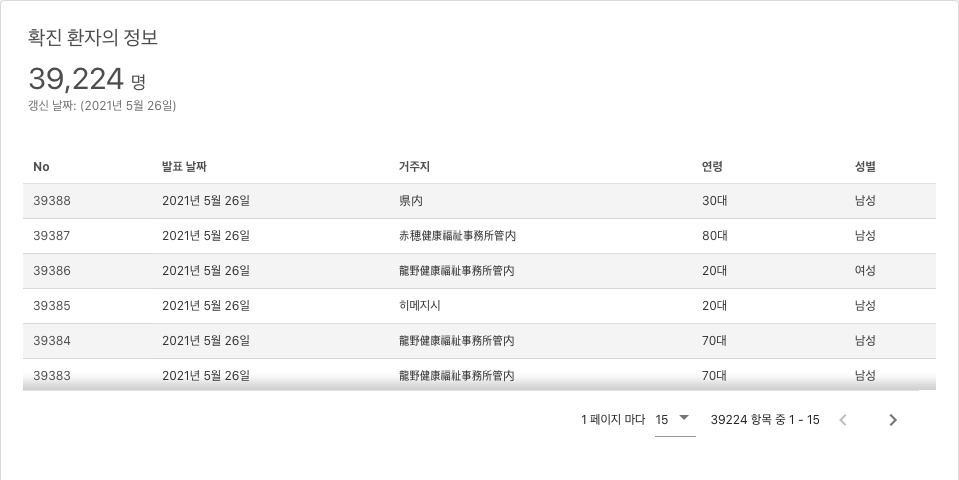 확진 환자의 정보
39,224 명
갱신 날짜: (2021년 5월 26일)
No 발표 날짜 거주지 연령 성별
39388 2021년 5월 26일 県内 30대 남성
39387 2021년 5월 26일 赤穂健康福祉事務所管内 80대 남성
39386 2021년 5월 26일 龍野健康福祉事務所管内 20대 여성
39385 2021년 5월 26일 히메지시 20대 남성
39384 2021년 5월 26일 龍野健康福祉事務所管内 70대 남성
39383 2021년 5월 26일 龍野健康福祉事務所管内 70대 남성
1 페이지 마다 15 39224 항목 중 1 - 15